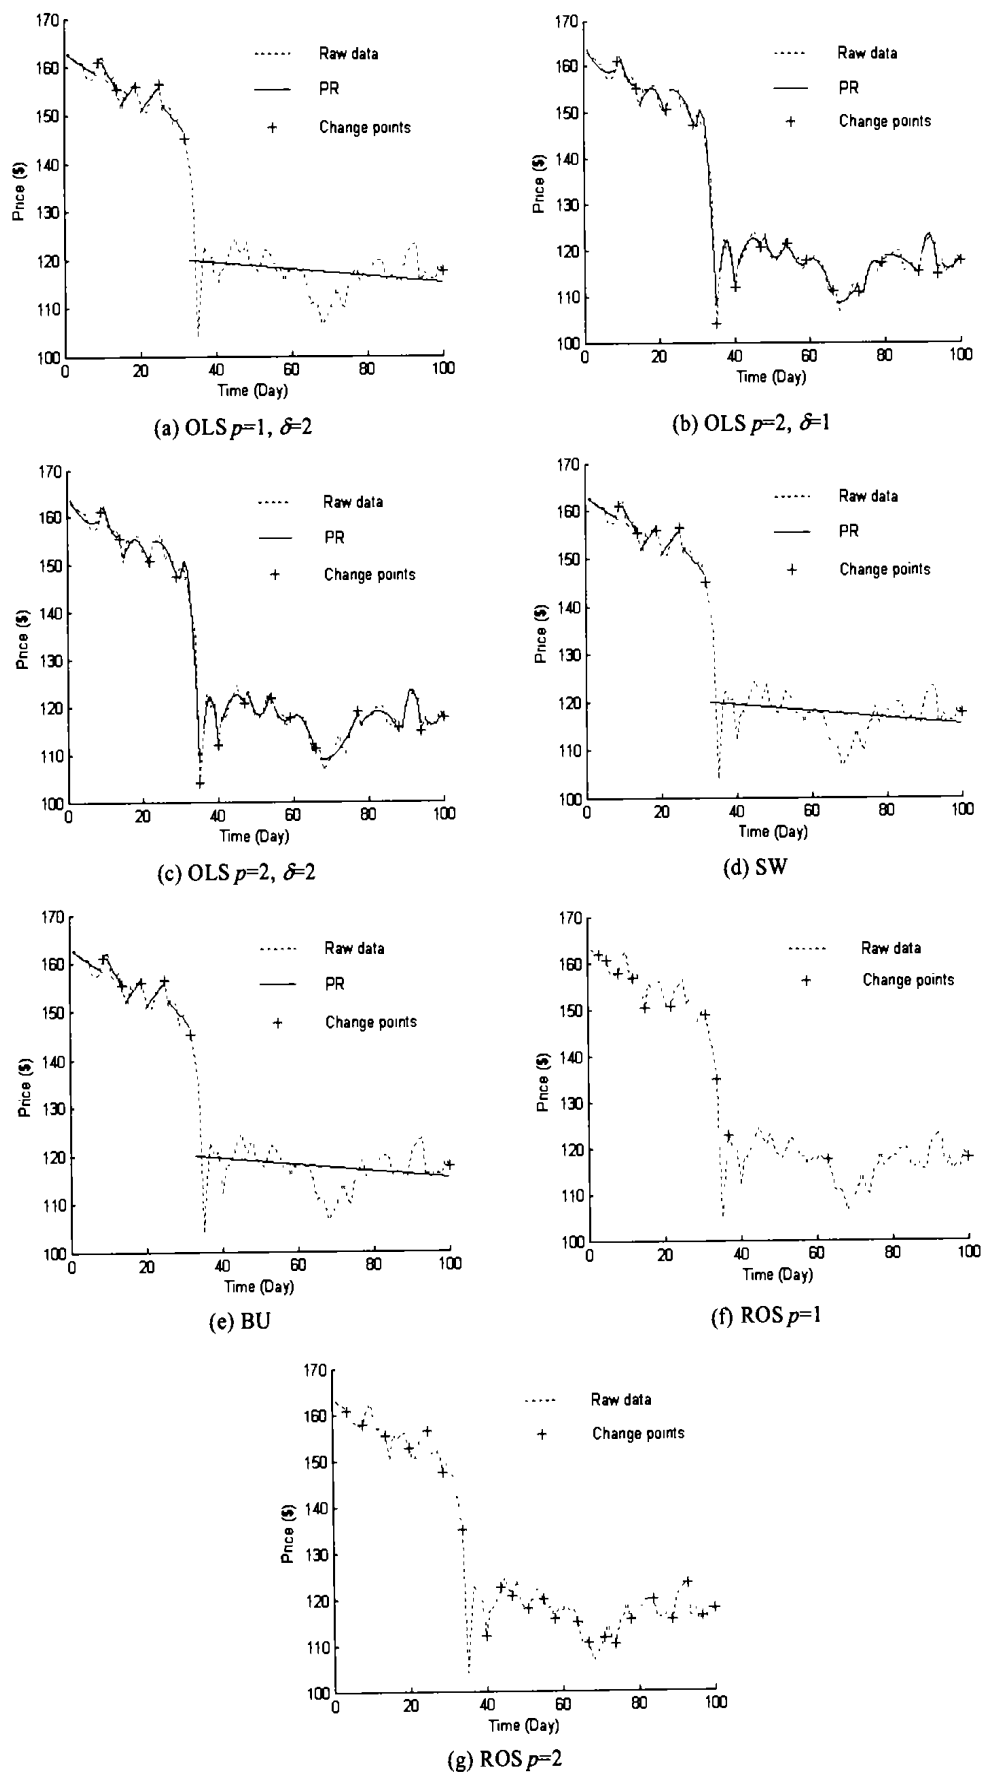 170
160
150
140
130
120
110
100
Price ($)
Raw data
PR
Change points
0 20 40 60 80 100
Time (Day)
(a) OLS p=1, δ=2
170
160
150
140
130
120
110
100
Price ($)
Raw data
PR
Change points
0 20 40 60 80 100
Time (Day)
(b) OLS p=2, δ=1
170
160
150
140
130
120
110
100
Price ($)
Raw data
PR
Change points
0 20 40 60 80 100
Time (Day)
(c) OLS p=2, δ=2
170
160
150
140
130
120
110
100
Price ($)
Raw data
PR
Change points
0 20 40 60 80 100
Time (Day)
(d) SW
170
160
150
140
130
120
110
100
Price ($)
Raw data
PR
Change points
0 20 40 60 80 100
Time (Day)
(e) BU
170
160
150
140
130
120
110
100
Price ($)
Raw data
Change points
0 20 40 60 80 100
Time (Day)
(f) ROS p=1
170
160
150
140
130
120
110
100
Price ($)
Raw data
Change points
0 20 40 60 80 100
Time (Day)
(g) ROS p=2